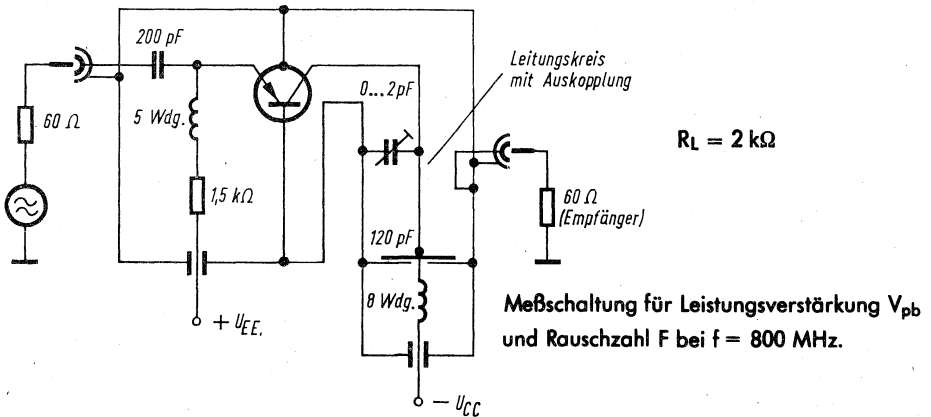 200 pF
Leitungskreis
mit Auskopplung
0...2pF
60 Ω
5 Wdg.
R_L = 2 kΩ
1,5 kΩ
60 Ω
(Empfänger)
120 pF
8 Wdg.
Meßschaltung für Leistungsverstärkung V_pb
und Rauschzahl F bei f = 800 MHz.
+ U_EE.
− U_CC